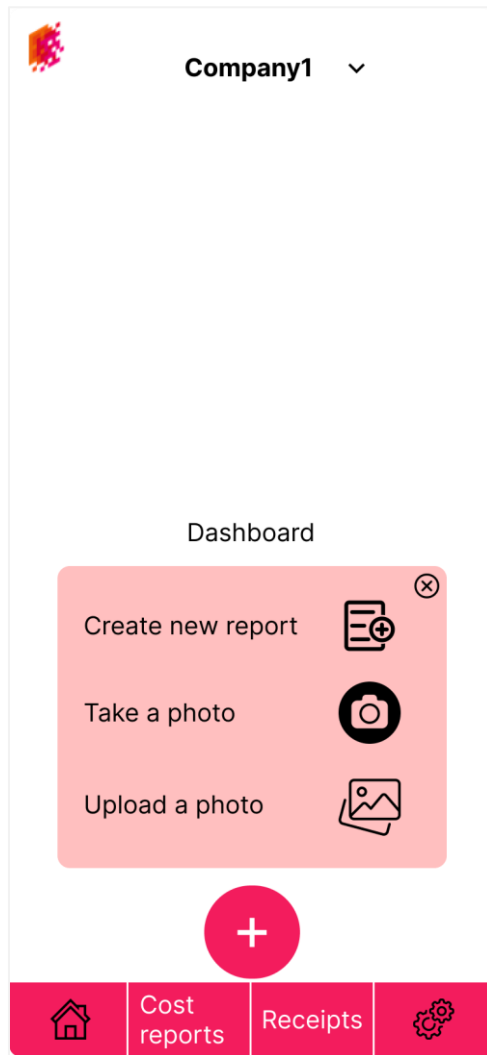 Company1
Dashboard
Create new report
Take a photo
Upload a photo
+
Cost
reports
Receipts